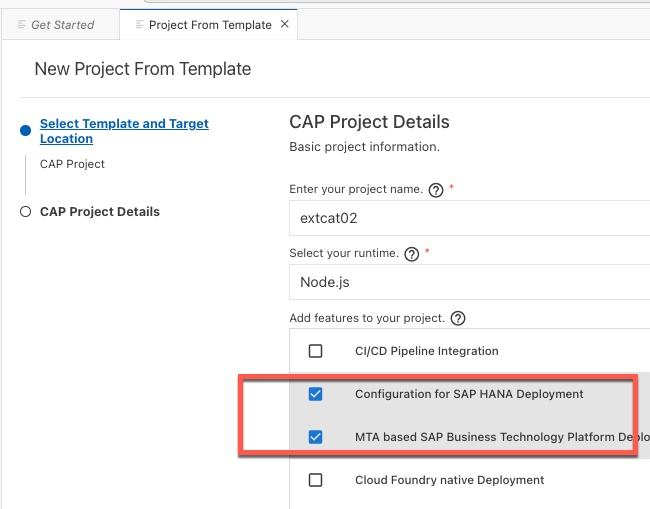 Get Started
Project From Template
New Project From Template
Select Template and Target
Location
CAP Project
CAP Project Details
CAP Project Details
Basic project information.
Enter your project name. ? *
extcat02
Select your runtime. ? *
Node.js
Add features to your project. ?
CI/CD Pipeline Integration
Configuration for SAP HANA Deployment
MTA based SAP Business Technology Platform Deplo
Cloud Foundry native Deployment